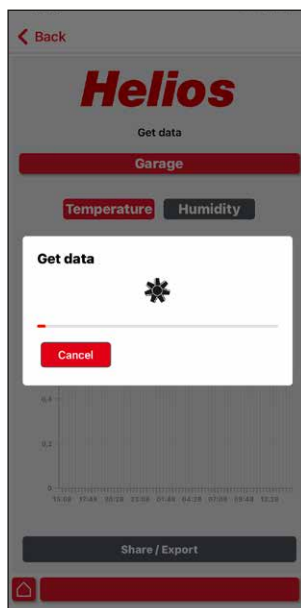 Back
Helios
Get data
Garage
Temperature Humidity
Get data
Cancel
0,4
0,2
0
Share / Export